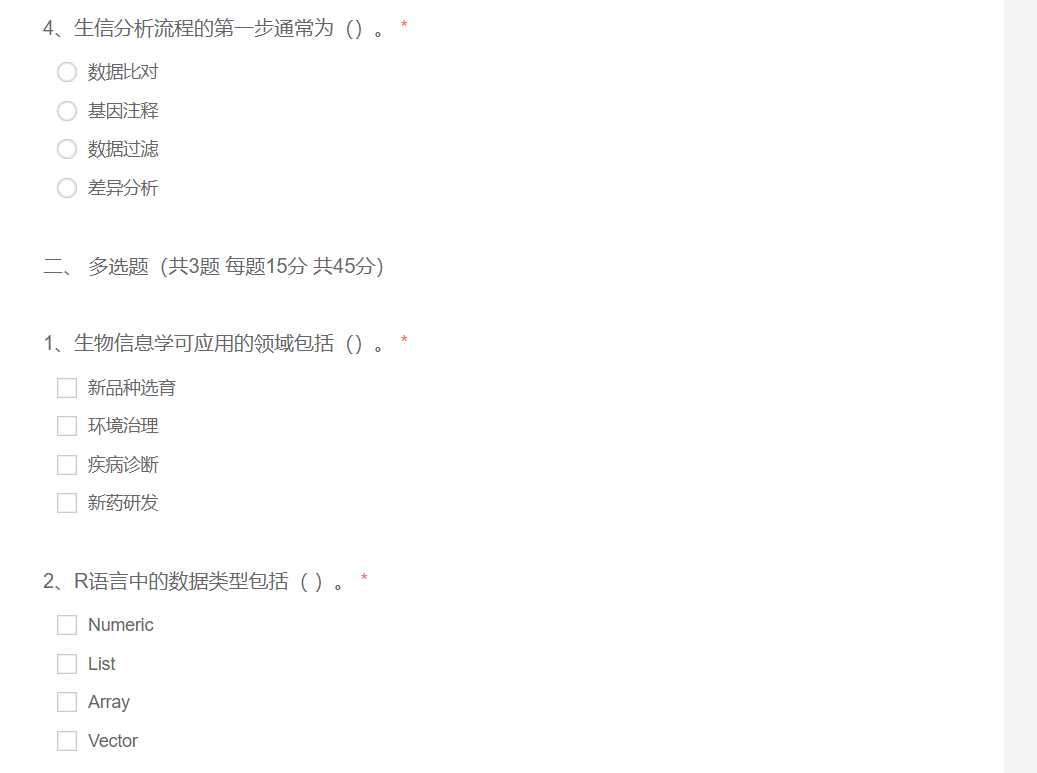 4、生信分析流程的第一步通常为（）。 *
数据比对
基因注释
数据过滤
差异分析
二、 多选题（共3题 每题15分 共45分）
1、生物信息学可应用的领域包括（）。 *
新品种选育
环境治理
疾病诊断
新药研发
2、R语言中的数据类型包括（ ）。 *
Numeric
List
Array
Vector